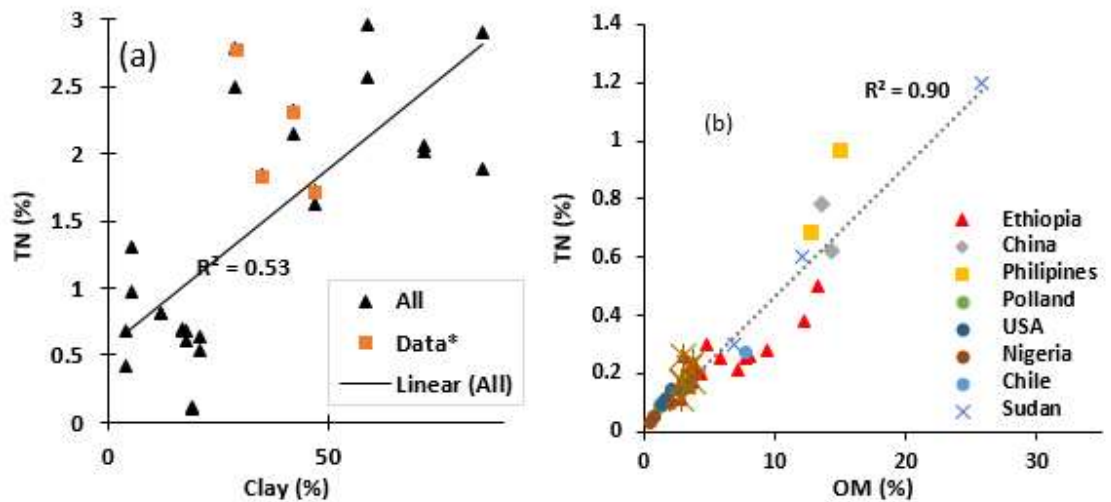 (a)
TN (%)
3
2.5
2
1.5
1
0.5
0
0
50
Clay (%)
R² = 0.53
All
Data*
Linear (All)
(b)
TN (%)
1.4
1.2
1
0.8
0.6
0.4
0.2
0
0
10
20
30
OM (%)
R² = 0.90
Ethiopia
China
Philipines
Polland
USA
Nigeria
Chile
Sudan